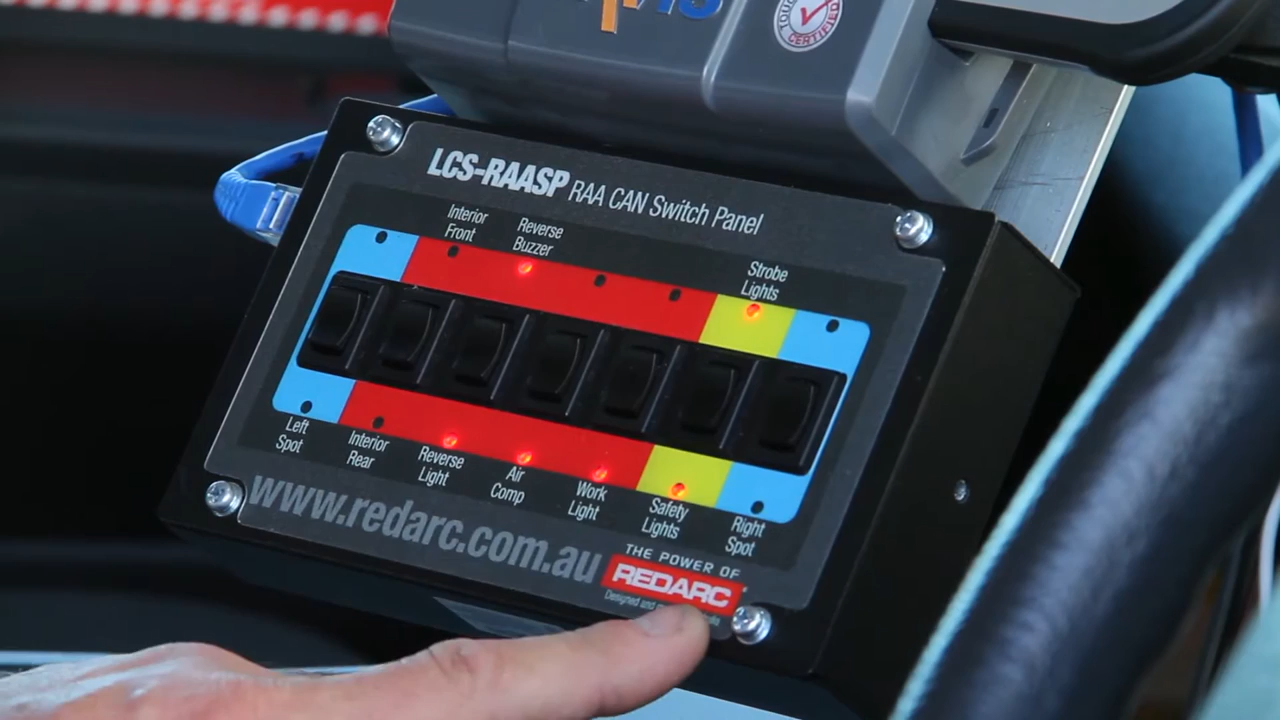 CERTIFIED
LCS-RAASP RAA CAN Switch Panel
Interior
Front
Reverse
Buzzer
Strobe
Lights
Left
Spot
Interior
Rear
Reverse
Light
Air
Comp
Work
Light
Safety
Lights
Right
Spot
www.redarc.com.au
THE POWER OF
REDARC
Designed and